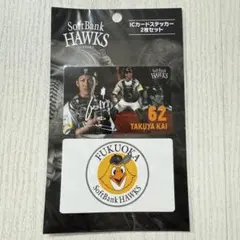 SoftBank
HAWKS
ICカードステッカー
2枚セット
SoftBank
HAWKS
62
TAKUYA KAI
FUKUOKA
SoftBank HAWKS